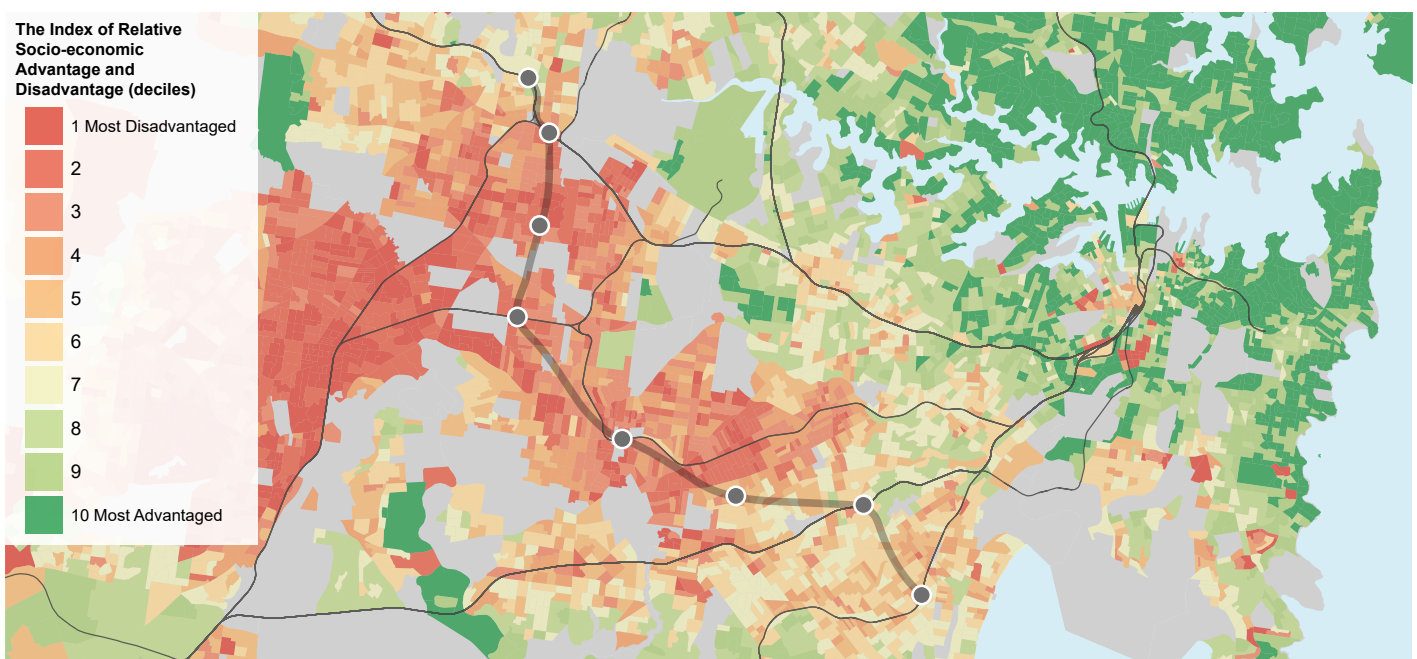 The Index of Relative
Socio-economic
Advantage and
Disadvantage (deciles)
1 Most Disadvantaged
2
3
4
5
6
7
8
9
10 Most Advantaged